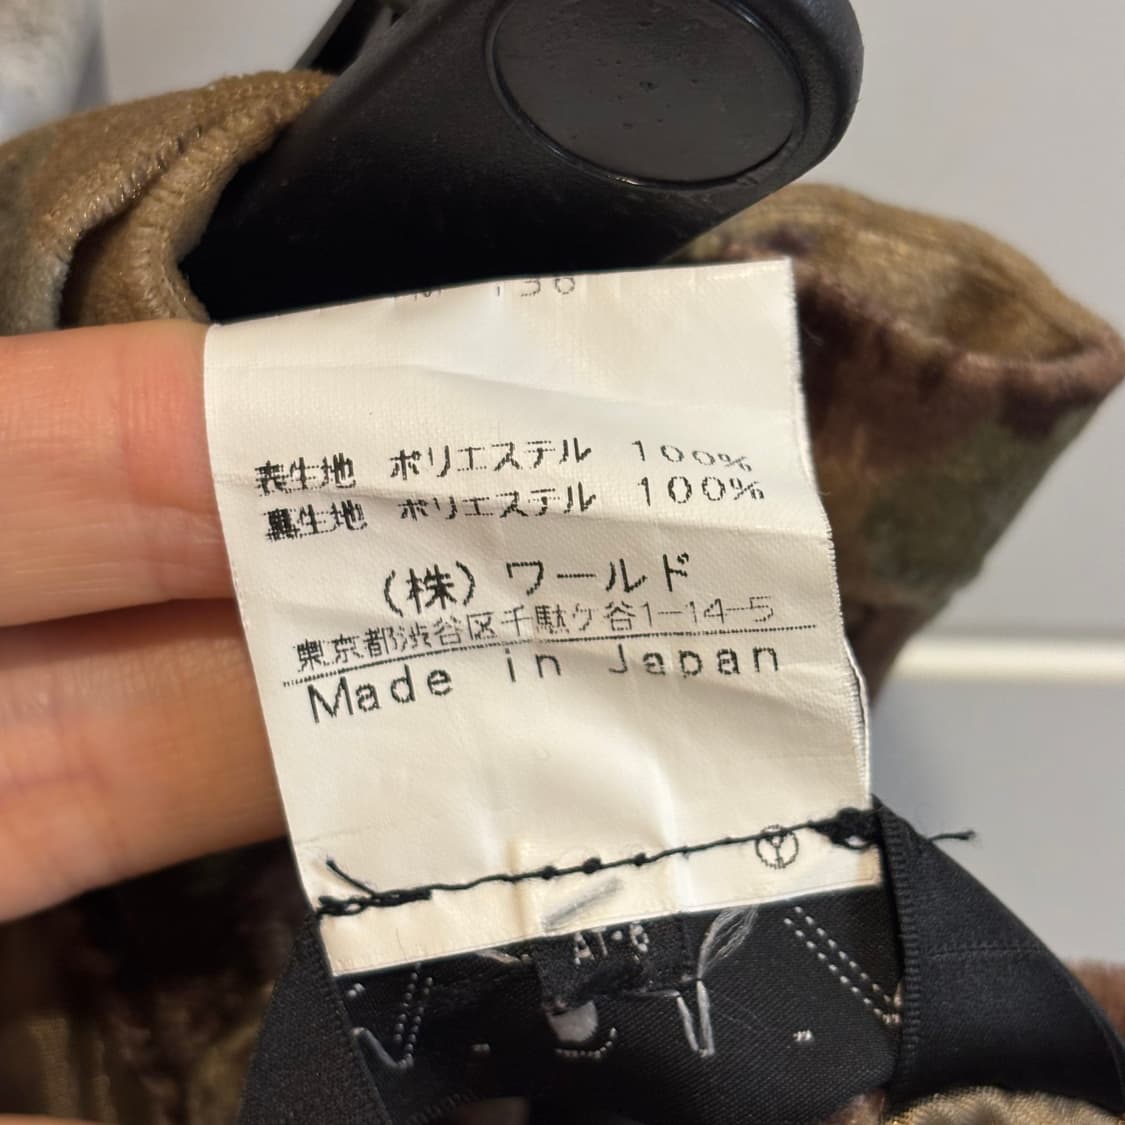 表生地 ポリエステル 100%
裏生地 ポリエステル 100%
(株) ワールド
東京都渋谷区千駄ケ谷1-14-5
Made in Japan
Y